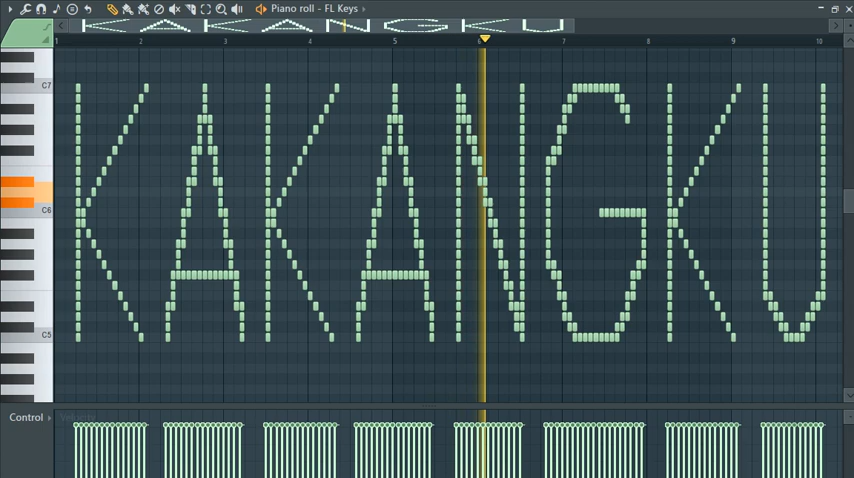 Piano roll - FL Keys
1 2 3 4 5 6 7 8 9 10
C7
C6
C5
KAKANGKU
Control
Velocity